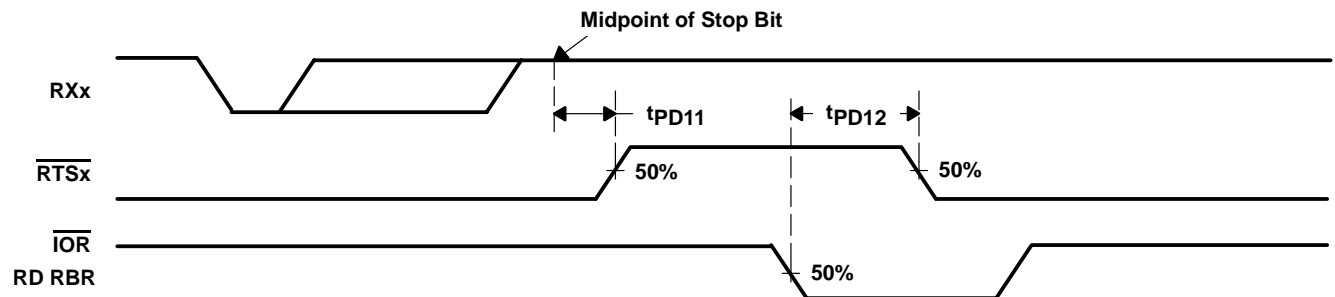 Midpoint of Stop Bit
RXx
tPD11
tPD12
RTSx
50%
50%
IOR
RD RBR
50%